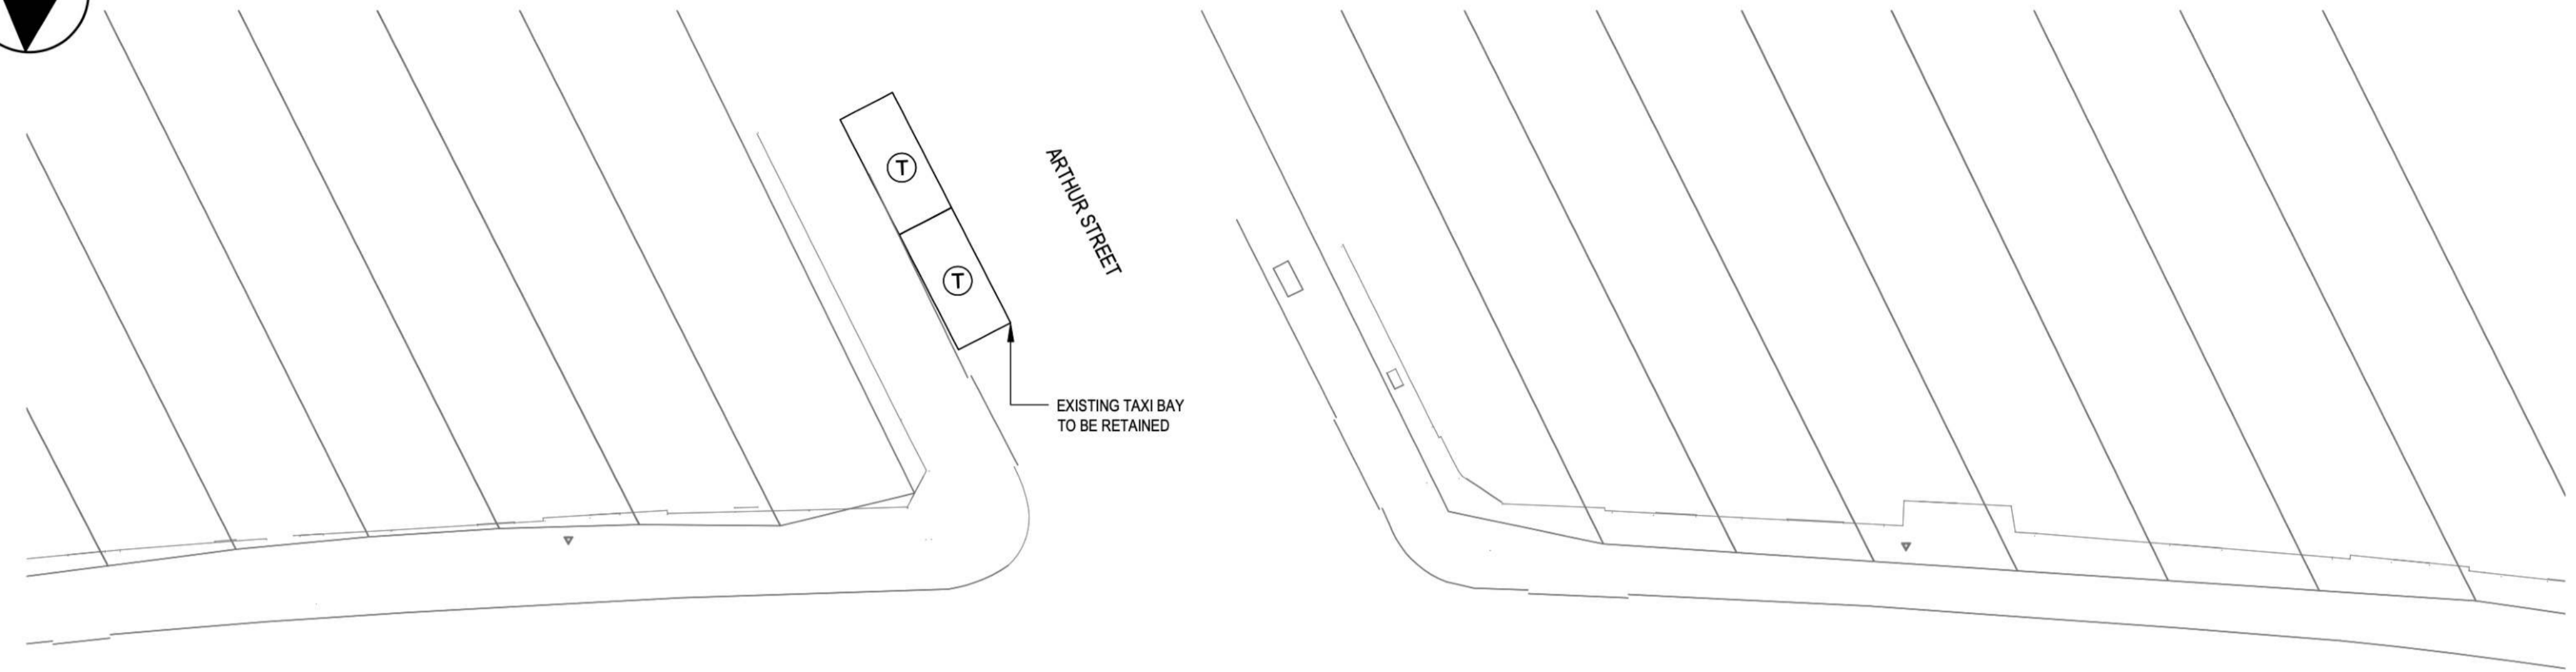 T
ARTHUR STREET
T
EXISTING TAXI BAY
TO BE RETAINED